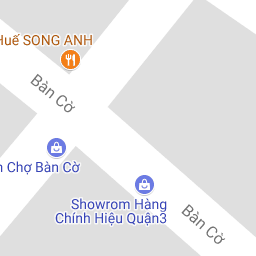 Huế SONG ANH
Bàn Cờ
Chợ Bàn Cờ
Showrom Hàng
Chính Hiệu Quận3
Bàn Cờ